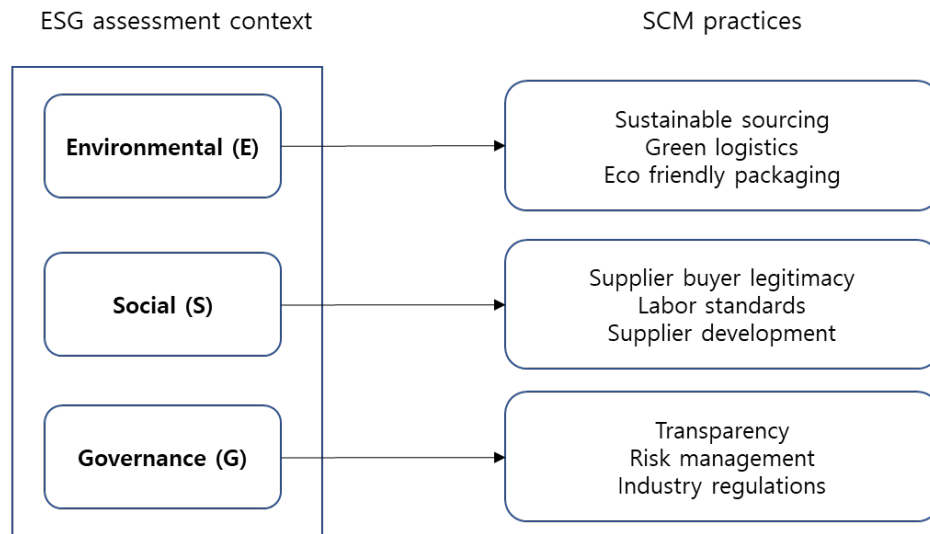 ESG assessment context
SCM practices
Environmental (E)
Sustainable sourcing
Green logistics
Eco friendly packaging
Social (S)
Supplier buyer legitimacy
Labor standards
Supplier development
Governance (G)
Transparency
Risk management
Industry regulations